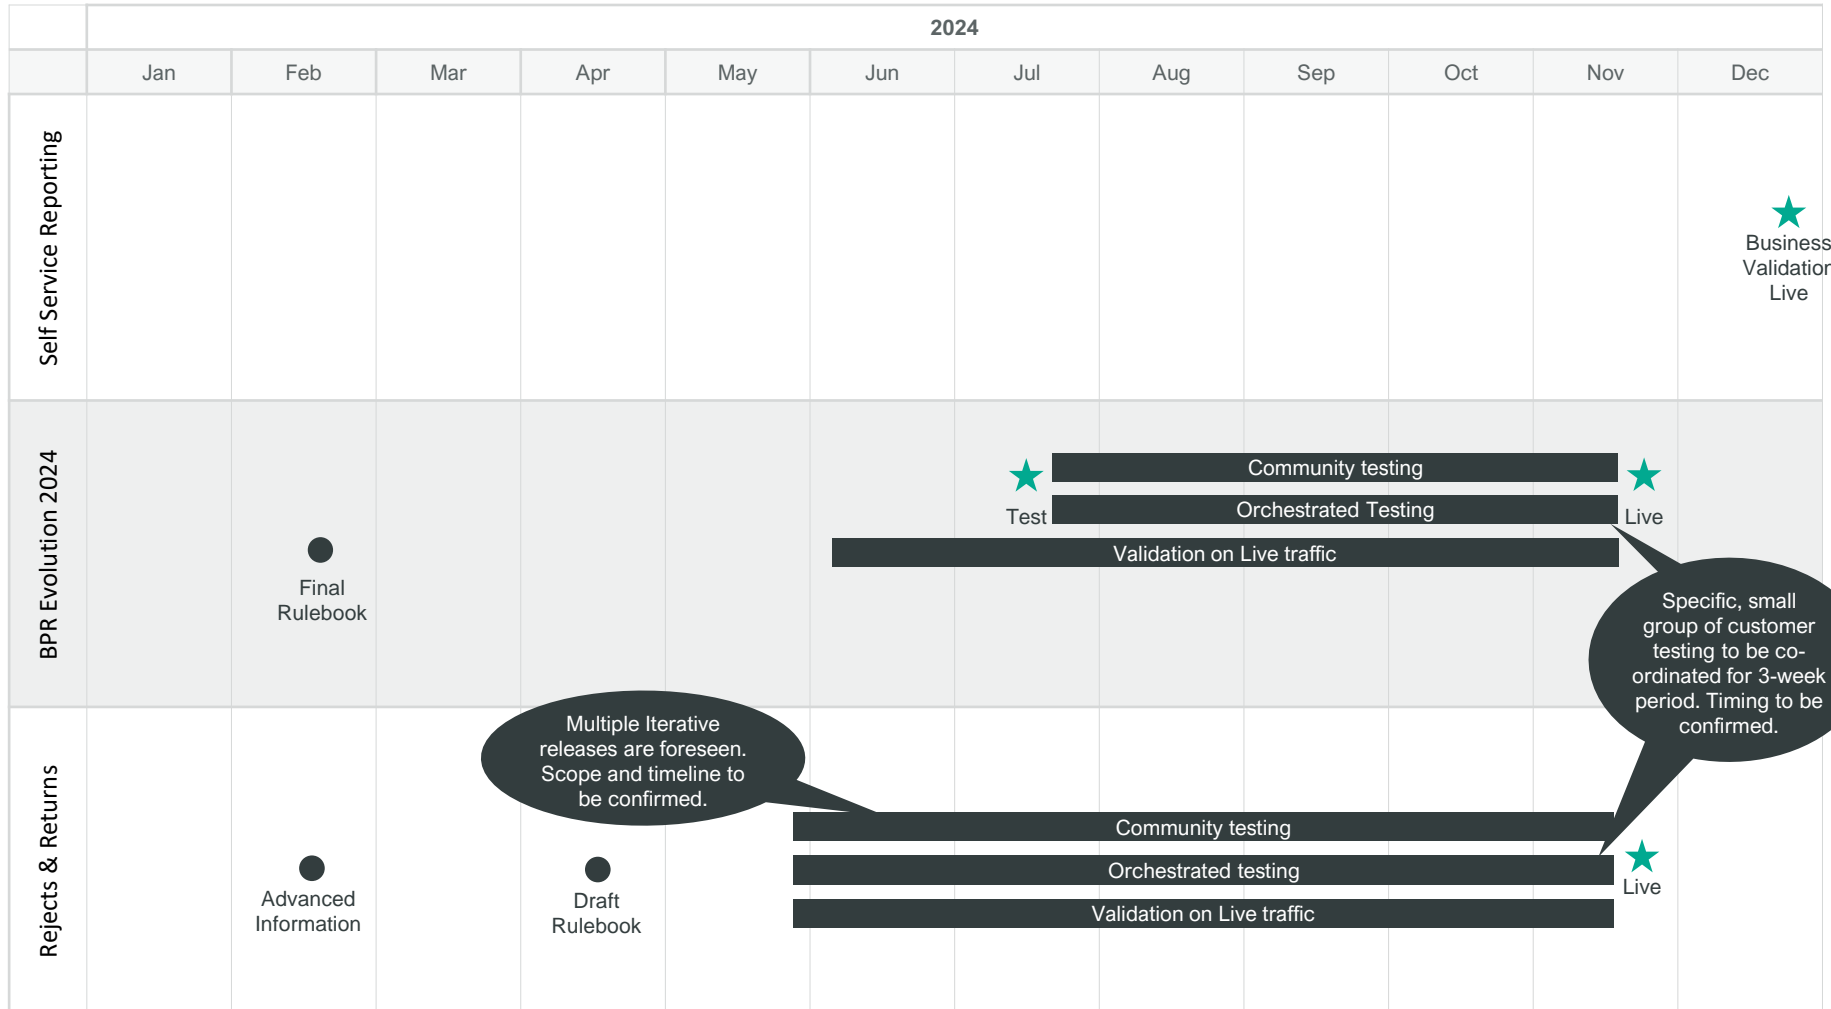 2024
Jan
Feb
Mar
Apr
May
Jun
Jul
Aug
Sep
Oct
Nov
Dec
Self Service Reporting
Business
Validation
Live
BPR Evolution 2024
Final
Rulebook
Test
Community testing
Orchestrated Testing
Validation on Live traffic
Live
Specific, small
group of customer
testing to be co-
ordinated for 3-week
period. Timing to be
confirmed.
Rejects & Returns
Multiple Iterative
releases are foreseen.
Scope and timeline to
be confirmed.
Advanced
Information
Draft
Rulebook
Community testing
Orchestrated testing
Validation on Live traffic
Live